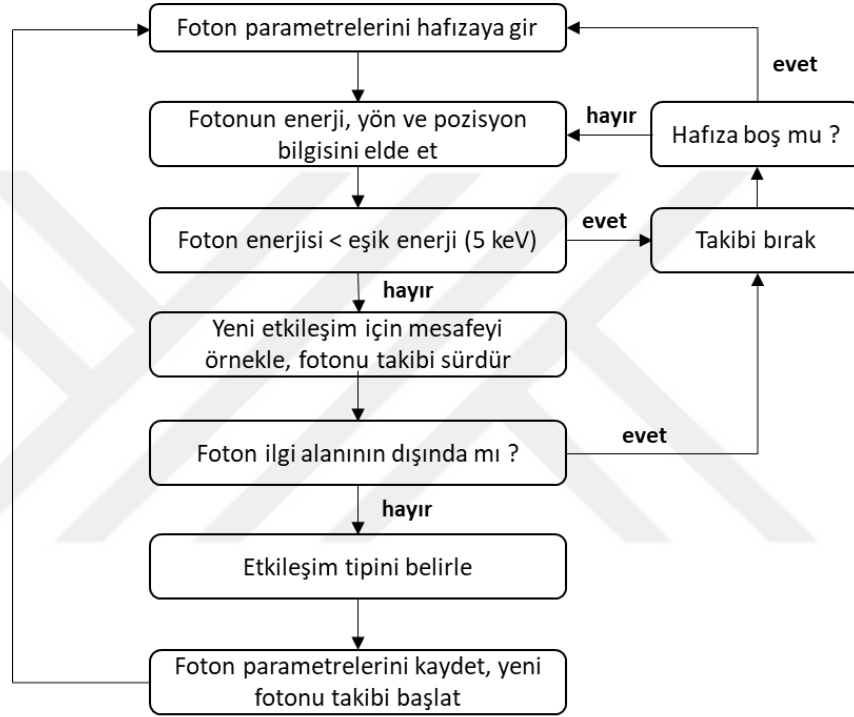 Foton parametrelerini hafızaya gir
evet
hayır
Fotonun enerji, yön ve pozisyon
bilgisini elde et
Hafıza boş mu ?
Foton enerjisi < eşik enerji (5 keV)
evet
Takibi bırak
hayır
Yeni etkileşim için mesafeyi
örnekle, fotonu takibi sürdür
Foton ilgi alanının dışında mı ?
evet
hayır
Etkileşim tipini belirle
Foton parametrelerini kaydet, yeni
fotonu takibi başlat